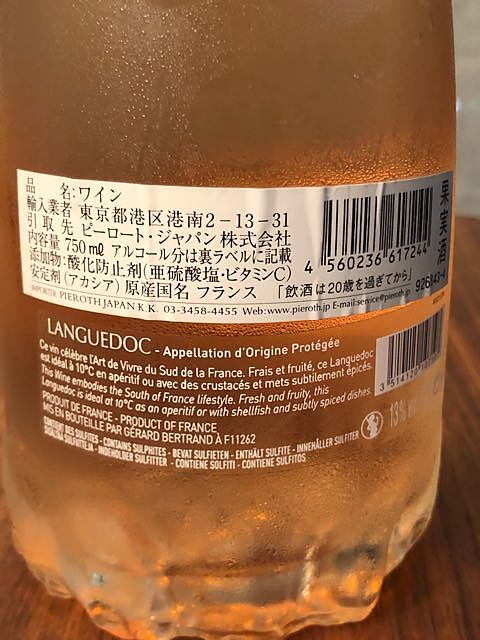 品 名:ワイン
輸入業者 東京都港区港南2-13-31
引 取 先 ピーロート・ジャパン株式会社
内容量 750ml アルコール分は裏ラベルに記載
添加物:酸化防止剤(亜硫酸塩・ビタミンC)
安定剤(アカシア) 原産国名 フランス 「飲酒は20歳を過ぎてから」
IMPORTER PIEROTH JAPAN K.K. 03-3458-4455 Web:www.pieroth.jp E-mail:service@pieroth.jp
4 560236 617244
果実酒
LANGUEDOC - Appellation d'Origine Protégée
Ce vin célèbre l'Art de Vivre du Sud de la France. Frais et fruité, ce Languedoc
est idéal à 10°C en apéritif ou avec des crustacés et mets subtilement épicés.
This Wine embodies the South of France lifestyle. Fresh and fruity, this
Languedoc is ideal at 10°C as an aperitif or with shellfish and subtly spiced dishes.
PRODUIT DE FRANCE - PRODUCT OF FRANCE
MIS EN BOUTEILLE PAR GÉRARD BERTRAND À F11262
CONTIENT DES SULFITES - CONTAINS SULPHITES - BEVAT SULFIETEN - ENTHÄLT SULFITE - INNEHÅLLER SULFITER
- INDEHOLDER SULFITTER - CONTIENE SOLFITI - CONTIENE SULFITOS
13%